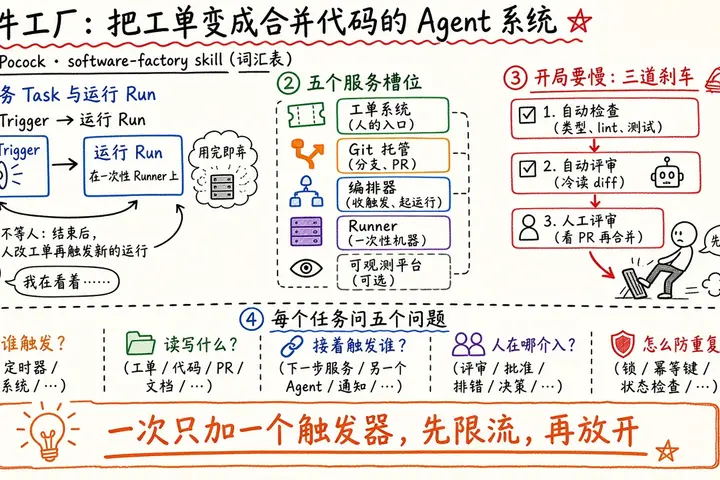 件工厂：把工单变成合并代码的 Agent 系统
Pocock · software-factory skill (词汇表)
务 Task 与运行 Run
Trigger → 运行 Run
Trigger
运行 Run
在一次性 Runner 上
用完即弃
不等人：结束后，
人改工单再触发新的运行
我在看着……
② 五个服务槽位
工单系统
(人的入口)
Git 托管
(分支、PR)
编排器
(收触发、起运行)
Runner
(一次性机器)
可观测平台
(可选)
③ 开局要慢：三道刹车
1. 自动检查
(类型、lint、测试)
2. 自动评审
(冷读 diff)
3. 人工评审
(看 PR 再合并)
先
④ 每个任务问五个问题
谁触发？
定时器 /
系统 / …)
读写什么？
(工单 / 代码 / PR /
文档 / …)
接着触发谁？
(下一步服务 / 另一个
Agent / 通知 / …)
人在哪介入？
(评审 / 批准 /
排错 / 决策 / …)
怎么防重复
(锁 / 幂等键 /
状态检查 / …)
一次只加一个触发器，先限流，再放开